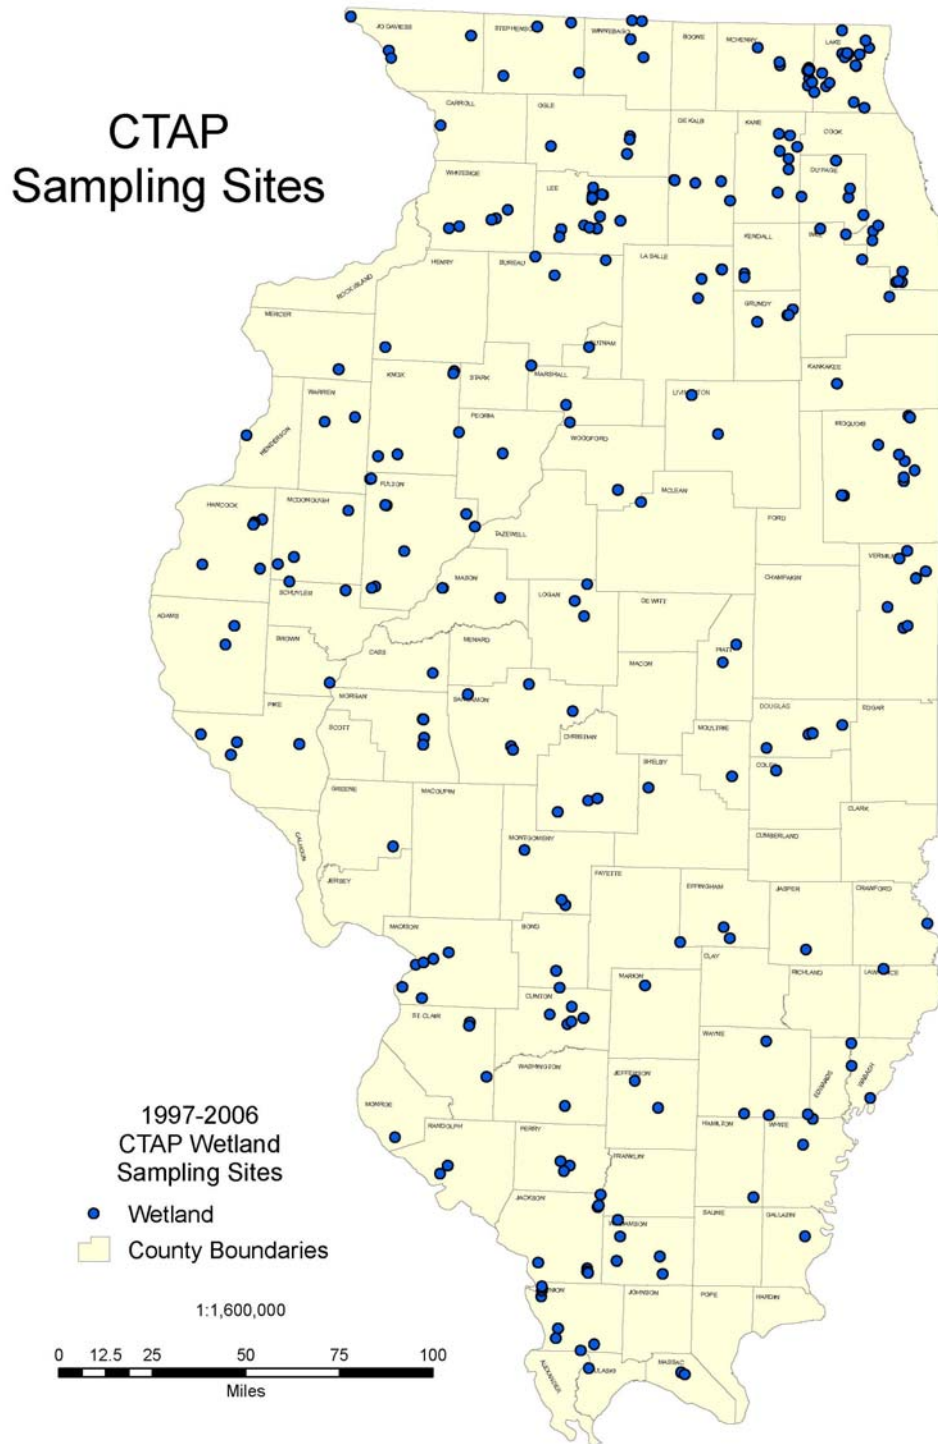 CTAP
Sampling Sites
JO DAVIESS
STEPHENSON
WINNEBAGO
BOONE
MCHENRY
LAKE
CARROLL
OGLE
DE KALB
KANE
COOK
DUPAGE
WHITESIDE
LEE
KENDALL
WILL
LA SALLE
HENRY
BUREAU
ROCK ISLAND
GRUNDY
MERCER
PUTNAM
KANKAKEE
KNOX
STARK
MARSHALL
WARREN
LIVINGSTON
PEORIA
HENDERSON
WOODFORD
IROQUOIS
FULTON
MCLEAN
HANCOCK
MCDONOUGH
FORD
TAZEWELL
VERMILION
MASON
CHAMPAIGN
SCHUYLER
LOGAN
DE WITT
ADAMS
BROWN
CASS
MENARD
PIATT
MACON
MORGAN
SANGAMON
PIKE
DOUGLAS
EDGAR
SCOTT
MOULTRIE
CHRISTIAN
SHELBY
COLES
GREENE
MACOUPIN
CLARK
CALHOUN
MONTGOMERY
CUMBERLAND
JERSEY
FAYETTE
EFFINGHAM
JASPER
CRAWFORD
MADISON
BOND
CLAY
MARION
RICHLAND
LAWRENCE
CLINTON
ST CLAIR
WAYNE
WASHINGTON
JEFFERSON
EDWARDS
WABASH
MONROE
1997-2006
CTAP Wetland
Sampling Sites
RANDOLPH
PERRY
HAMILTON
WHITE
FRANKLIN
JACKSON
WILLIAMSON
SALINE
GALLATIN
Wetland
County Boundaries
UNION
JOHNSON
POPE
HARDIN
1:1,600,000
ALEXANDER
PULASKI
MASSAC
0 12.5 25 50 75 100
Miles